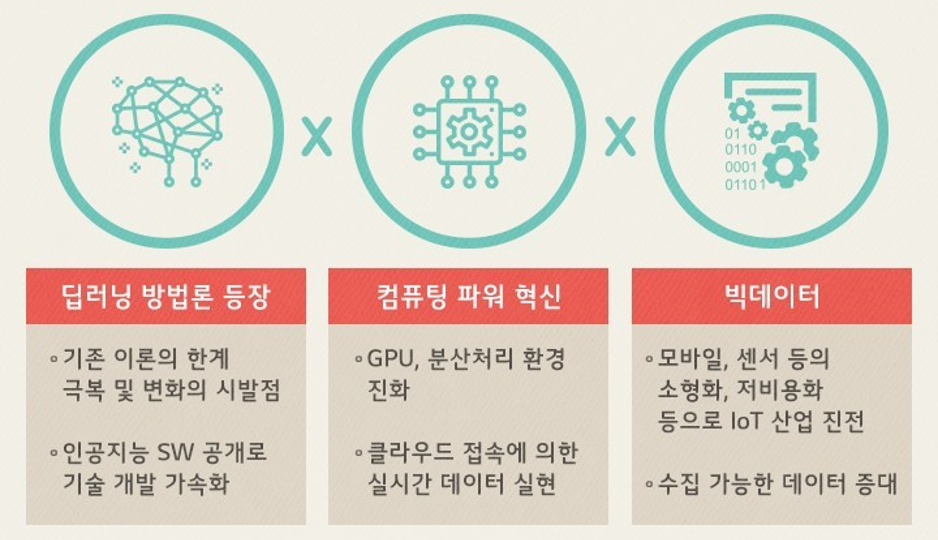 01
0110
0001
01101
딥러닝 방법론 등장
기존 이론의 한계
극복 및 변화의 시발점
인공지능 SW 공개로
기술 개발 가속화
컴퓨팅 파워 혁신
GPU, 분산처리 환경
진화
클라우드 접속에 의한
실시간 데이터 실현
빅데이터
모바일, 센서 등의
소형화, 저비용화
등으로 IoT 산업 진전
수집 가능한 데이터 증대